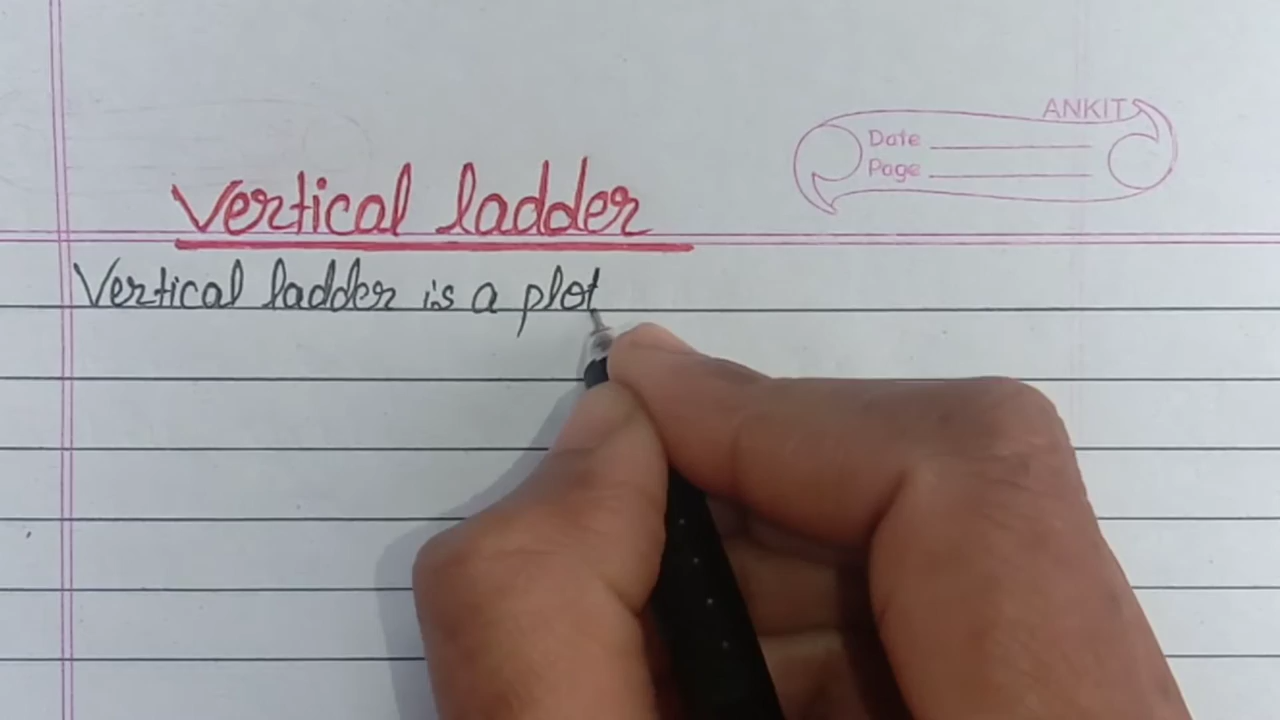 ANKIT
Date
Page
Vertical ladder
Vertical ladder is a plot